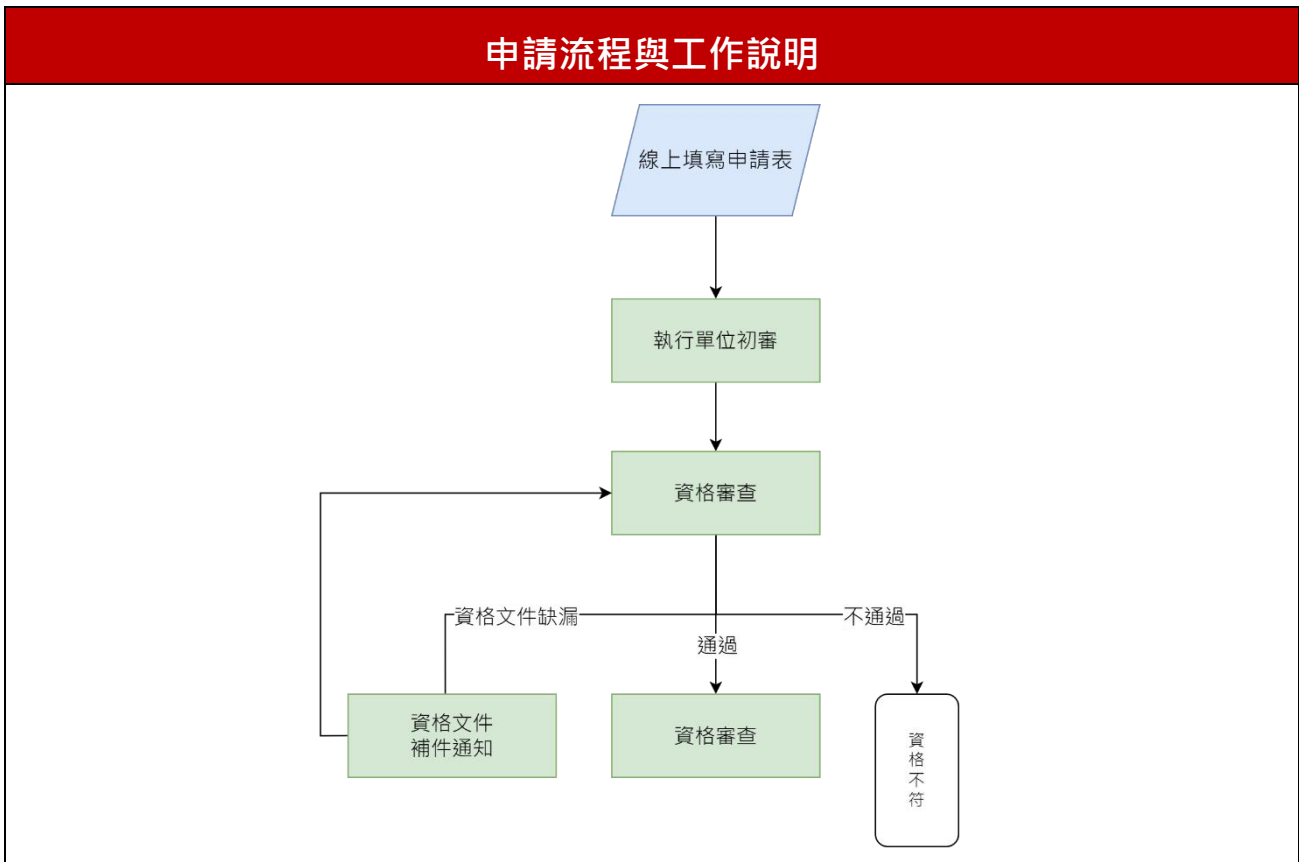 申請流程與工作說明
線上填寫申請表
執行單位初審
資格審查
資格文件缺漏
不通過
通過
資格文件
補件通知
資格審查
資格不符